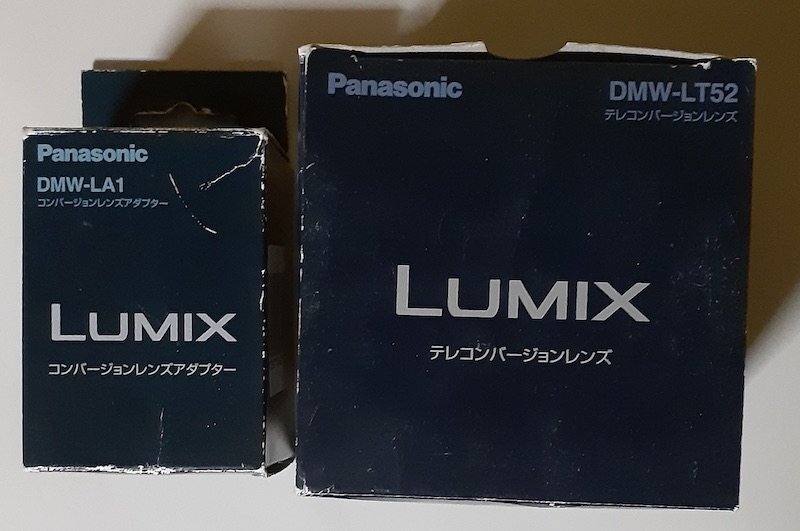 Panasonic
DMW-LA1
コンバージョンレンズアダプター
LUMIX
コンバージョンレンズアダプター
Panasonic
DMW-LT52
テレコンバージョンレンズ
LUMIX
テレコンバージョンレンズ